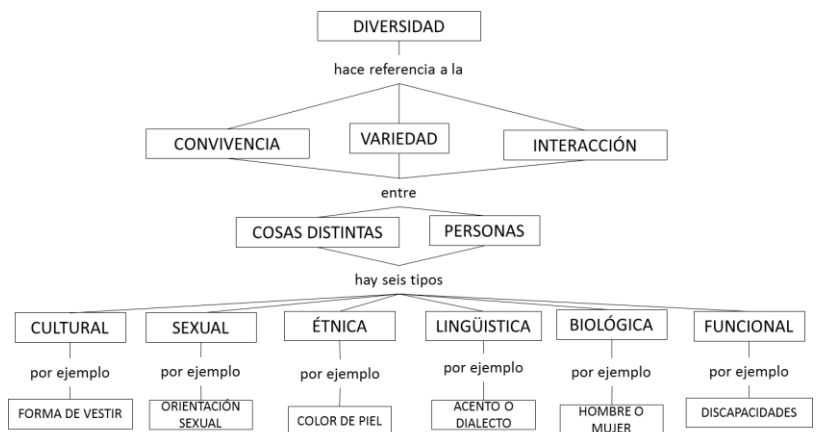 DIVERSIDAD
hace referencia a la
CONVIVENCIA
VARIEDAD
INTERACCIÓN
entre
COSAS DISTINTAS
PERSONAS
hay seis tipos
CULTURAL
SEXUAL
ÉTNICA
LINGÜISTICA
BIOLÓGICA
FUNCIONAL
por ejemplo
por ejemplo
por ejemplo
por ejemplo
por ejemplo
por ejemplo
FORMA DE VESTIR
ORIENTACIÓN
SEXUAL
COLOR DE PIEL
ACENTO O
DIALECTO
HOMBRE O
MUJER
DISCAPACIDADES